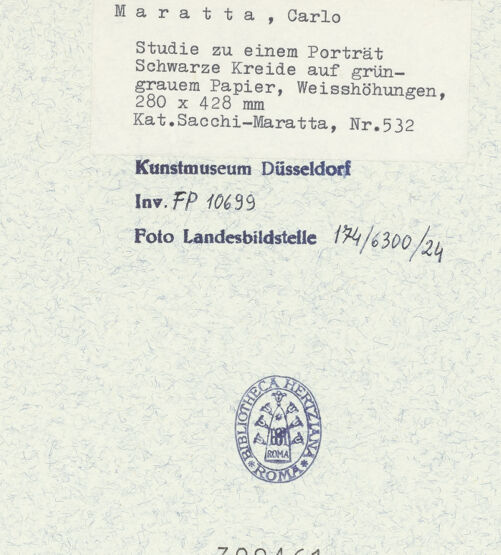 Maratta, Carlo
Studie zu einem Porträt
Schwarze Kreide auf grün-
grauem Papier, Weisshöhungen,
280 x 428 mm
Kat.Sacchi-Maratta, Nr.532
Kunstmuseum Düsseldorf
Inv. FP 10699
Foto Landesbildstelle 174/6300/24
BIBLIOTHECA HERTZIANA
ROMA
ROMA